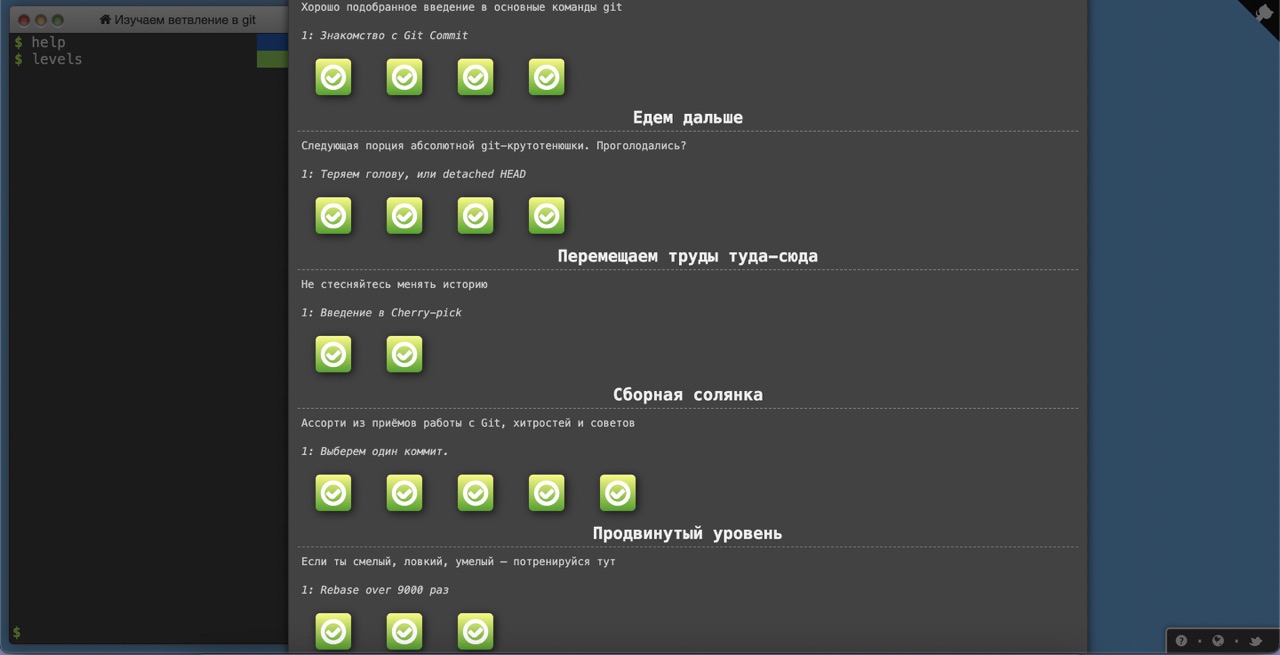 Изучаем ветвление в git
$ help
$ levels
$
Хорошо подобранное введение в основные команды git
1: Знакомство с Git Commit
Едем дальше
Следующая порция абсолютной git-крутотенюшки. Проголодались?
1: Теряем голову, или detached HEAD
Перемещаем труды туда-сюда
Не стесняйтесь менять историю
1: Введение в Cherry-pick
Сборная солянка
Ассорти из приёмов работы с Git, хитростей и советов
1: Выберем один коммит.
Продвинутый уровень
Если ты смелый, ловкий, умелый — потренируйся тут
1: Rebase over 9000 раз